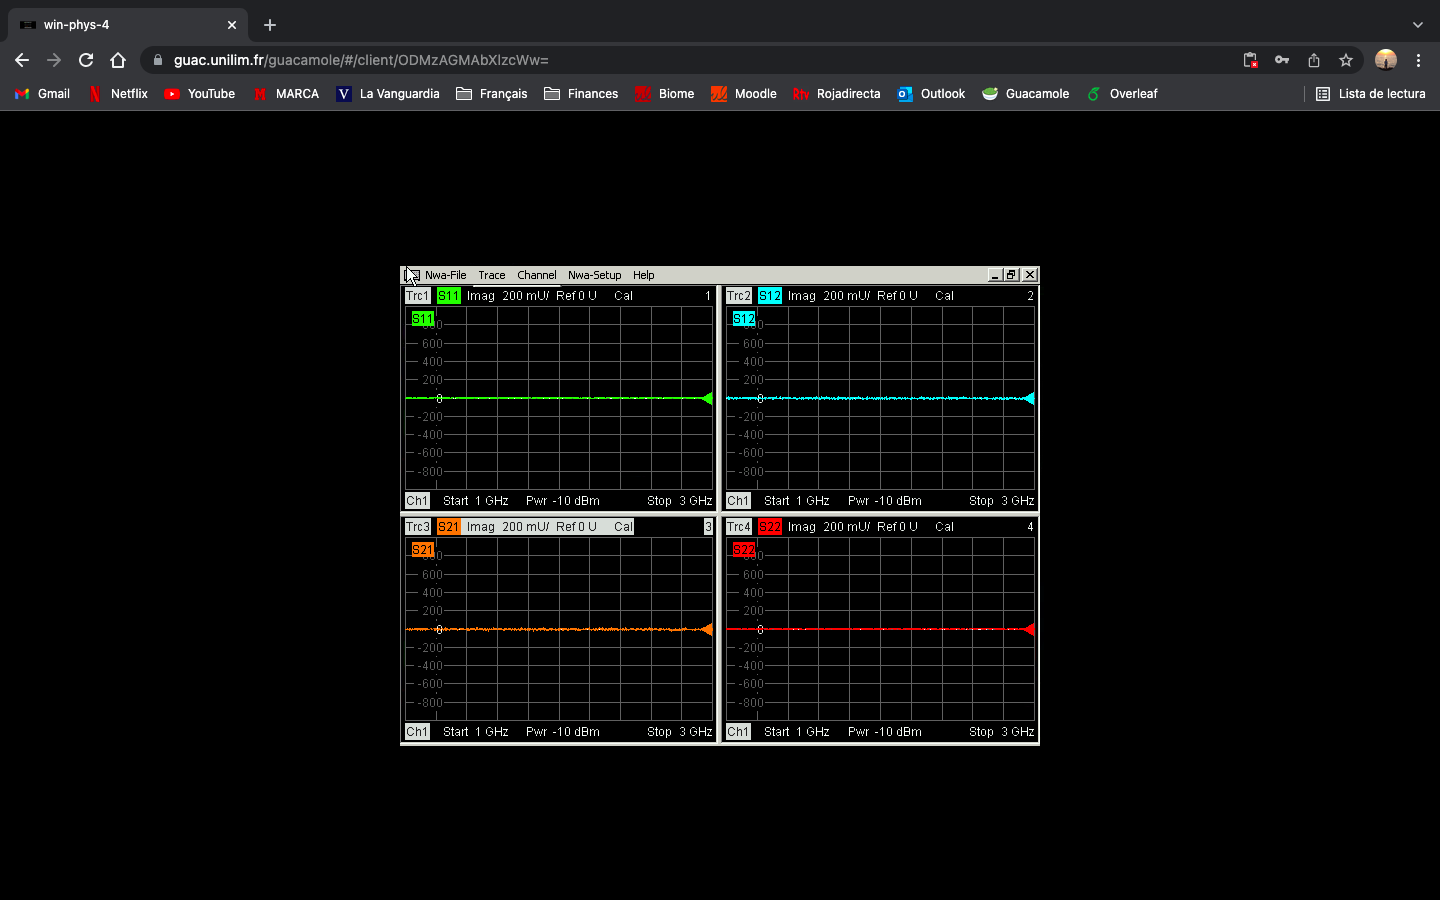 win-phys-4
guac.unilim.fr/guacamole/#/client/ODMzAGMAbXlzcWw=
Gmail Netflix YouTube MARCA La Vanguardia Français Finances Biome Moodle Rojadirecta Outlook Guacamole Overleaf Lista de lectura
Nwa-File Trace Channel Nwa-Setup Help
Trc1 S11 Imag 200 mU/ Ref 0 U Cal 1
S11
600
400
200
0
-200
-400
-600
-800
Ch1 Start 1 GHz Pwr -10 dBm Stop 3 GHz
Trc2 S12 Imag 200 mU/ Ref 0 U Cal 2
S12
600
400
200
0
-200
-400
-600
-800
Ch1 Start 1 GHz Pwr -10 dBm Stop 3 GHz
Trc3 S21 Imag 200 mU/ Ref 0 U Cal 3
S21
600
400
200
0
-200
-400
-600
-800
Ch1 Start 1 GHz Pwr -10 dBm Stop 3 GHz
Trc4 S22 Imag 200 mU/ Ref 0 U Cal 4
S22
600
400
200
0
-200
-400
-600
-800
Ch1 Start 1 GHz Pwr -10 dBm Stop 3 GHz